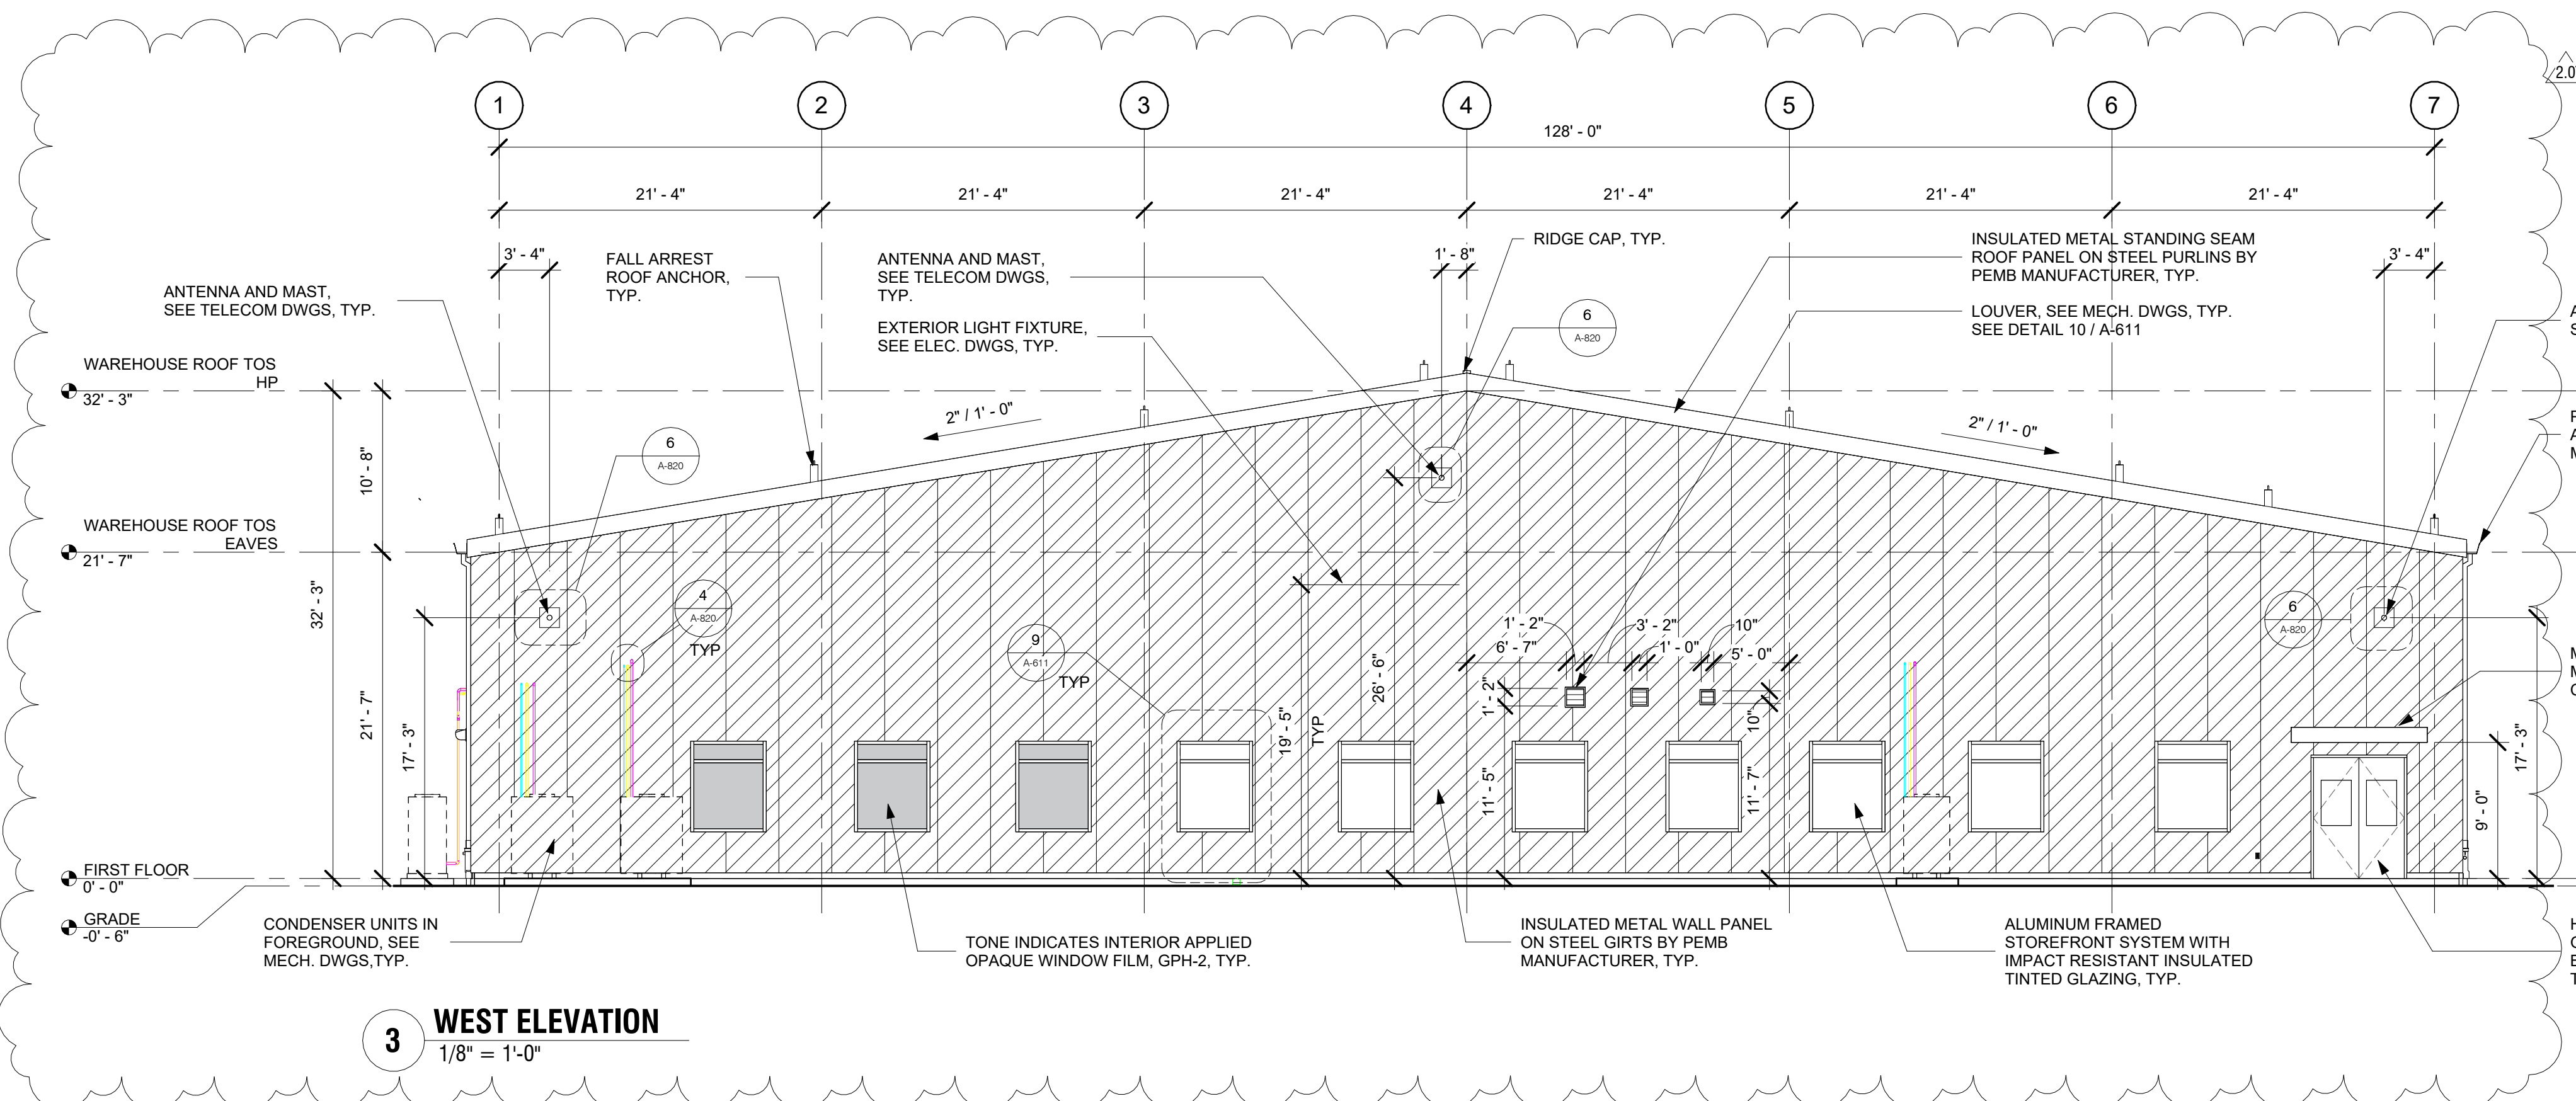 2.0
1
2
3
4
5
6
7
128' - 0"
21' - 4"
21' - 4"
21' - 4"
21' - 4"
21' - 4"
21' - 4"
3' - 4"
1' - 8"
3' - 4"
ANTENNA AND MAST,
SEE TELECOM DWGS, TYP.
FALL ARREST
ROOF ANCHOR,
TYP.
ANTENNA AND MAST,
SEE TELECOM DWGS,
TYP.
EXTERIOR LIGHT FIXTURE,
SEE ELEC. DWGS, TYP.
RIDGE CAP, TYP.
6
A-820
INSULATED METAL STANDING SEAM
ROOF PANEL ON STEEL PURLINS BY
PEMB MANUFACTURER, TYP.
LOUVER, SEE MECH. DWGS, TYP.
SEE DETAIL 10 / A-611
A
S
WAREHOUSE ROOF TOS
HP
32' - 3"
2" / 1' - 0"
2" / 1' - 0"
6
A-820
10' - 8"
WAREHOUSE ROOF TOS
EAVES
21' - 7"
32' - 3"
21' - 7"
17' - 3"
4
A-820
TYP
9
A-611
TYP
19' - 5"
TYP
26' - 6"
1' - 2"
6' - 7"
3' - 2"
1' - 0"
10"
5' - 0"
1' - 2"
10"
11' - 5"
11' - 7"
6
A-820
M
M
9' - 0"
17' - 3"
FIRST FLOOR
0' - 0"
GRADE
-0' - 6"
CONDENSER UNITS IN
FOREGROUND, SEE
MECH. DWGS,TYP.
TONE INDICATES INTERIOR APPLIED
OPAQUE WINDOW FILM, GPH-2, TYP.
INSULATED METAL WALL PANEL
ON STEEL GIRTS BY PEMB
MANUFACTURER, TYP.
ALUMINUM FRAMED
STOREFRONT SYSTEM WITH
IMPACT RESISTANT INSULATED
TINTED GLAZING, TYP.
3
WEST ELEVATION
1/8" = 1'-0"